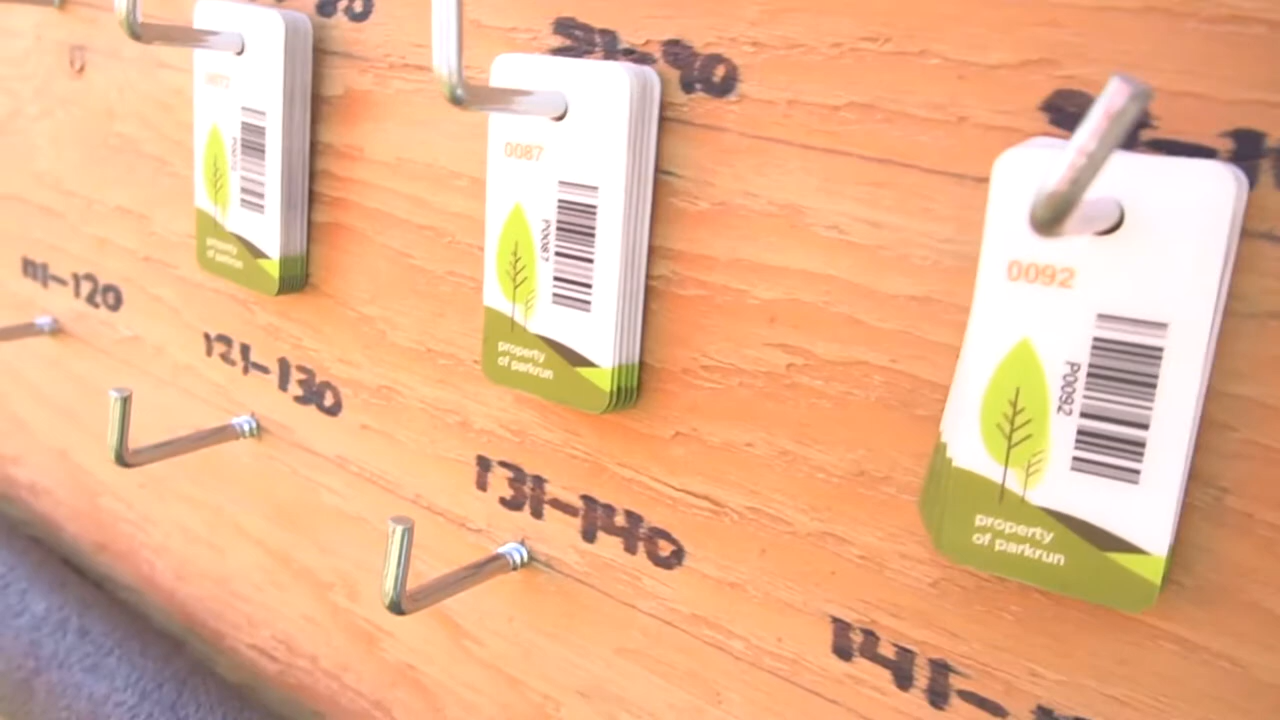 81-90
0087
P0087
property
of parkrun
0092
P0092
property
of parkrun
P0072
property
of parkrun
111-120
121-130
131-140
141-